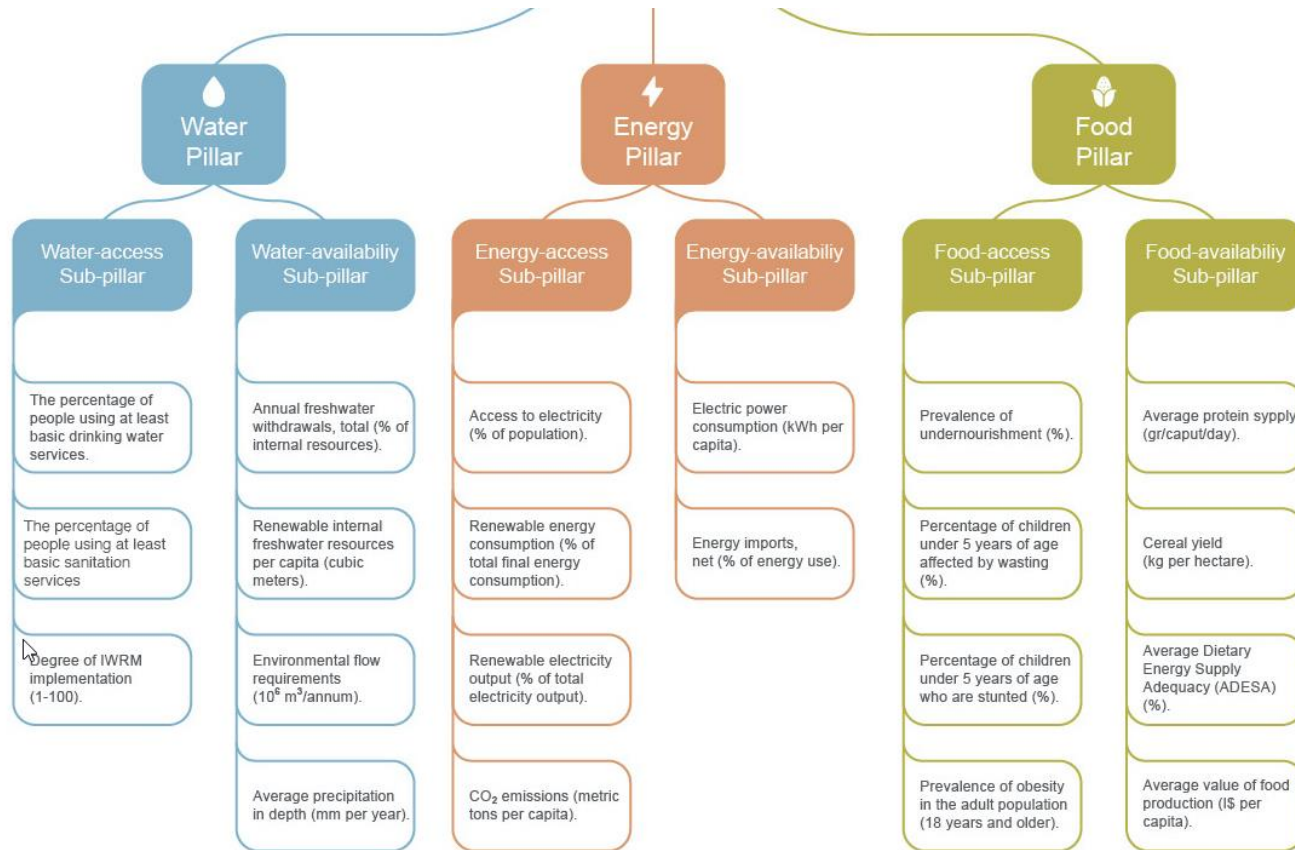 Water
Pillar
Energy
Pillar
Food
Pillar
Water-access
Sub-pillar
Water-availabiliy
Sub-pillar
Energy-access
Sub-pillar
Energy-availabiliy
Sub-pillar
Food-access
Sub-pillar
Food-availabiliy
Sub-pillar
The percentage of
people using at least
basic drinking water
services.
The percentage of
people using at least
basic sanitation
services
Degree of IWRM
implementation
(1-100).
Annual freshwater
withdrawals, total (% of
internal resources).
Renewable internal
freshwater resources
per capita (cubic
meters).
Environmental flow
requirements
(10⁶ m³/annum).
Average precipitation
in depth (mm per year).
Access to electricity
(% of population).
Renewable energy
consumption (% of
total final energy
consumption).
Renewable electricity
output (% of total
electricity output).
CO₂ emissions (metric
tons per capita).
Electric power
consumption (kWh per
capita).
Energy imports,
net (% of energy use).
Prevalence of
undernourishment (%).
Percentage of children
under 5 years of age
affected by wasting
(%).
Percentage of children
under 5 years of age
who are stunted (%).
Prevalence of obesity
in the adult population
(18 years and older).
Average protein sypply
(gr/caput/day).
Cereal yield
(kg per hectare).
Average Dietary
Energy Supply
Adequacy (ADESA)
(%).
Average value of food
production (I$ per
capita).